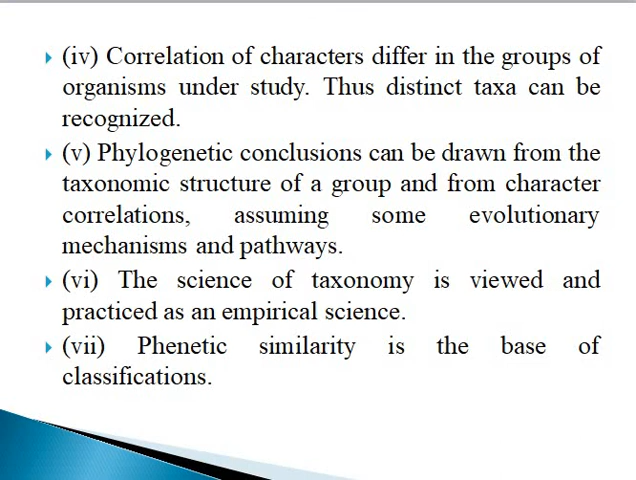 (iv) Correlation of characters differ in the groups of
organisms under study. Thus distinct taxa can be
recognized.
(v) Phylogenetic conclusions can be drawn from the
taxonomic structure of a group and from character
correlations, assuming some evolutionary
mechanisms and pathways.
(vi) The science of taxonomy is viewed and
practiced as an empirical science.
(vii) Phenetic similarity is the base of
classifications.